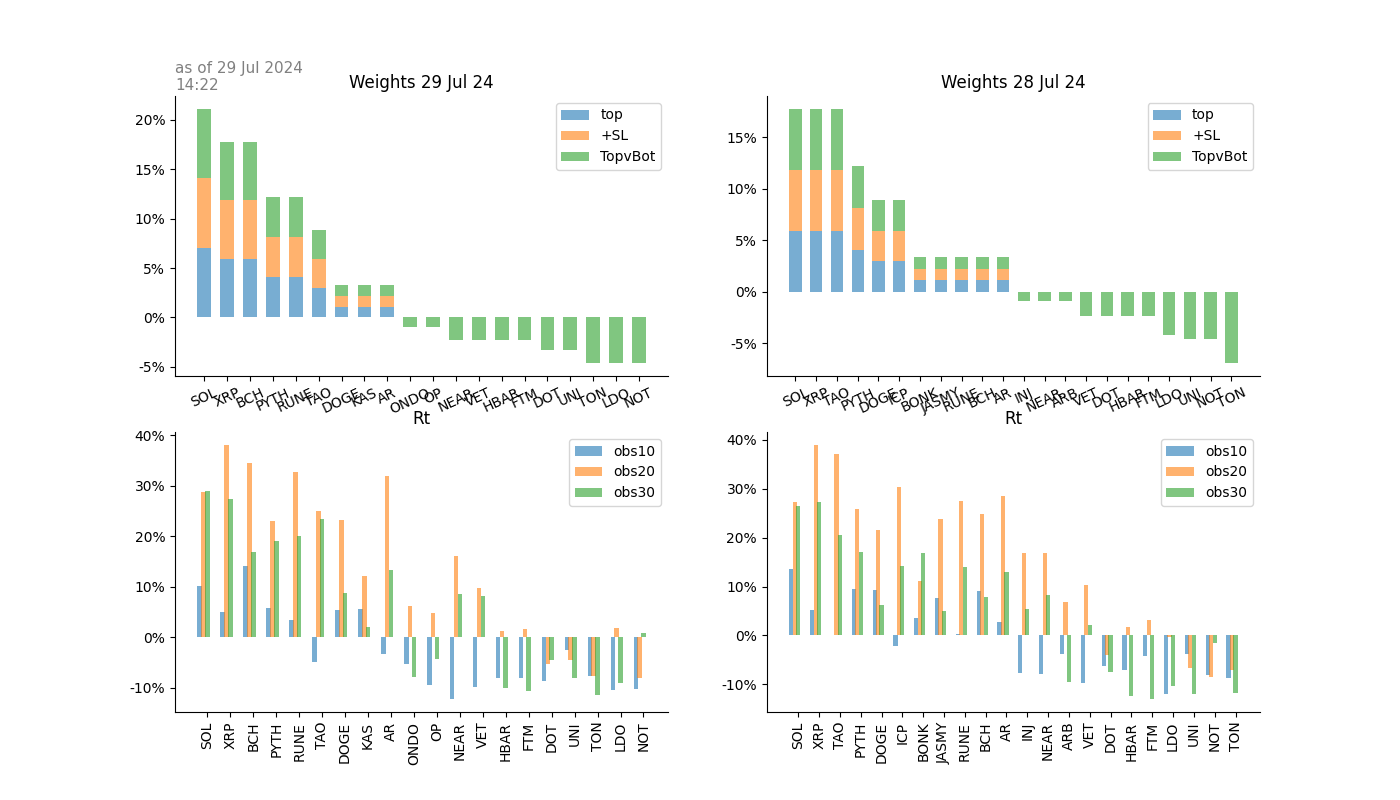 as of 29 Jul 2024
14:22
Weights 29 Jul 24
20%
15%
10%
5%
0%
-5%
top
+SL
TopvBot
SOL XRP BCH PYTH RUNE TAO DOGE KAS AR ONDO OP NEAR VET HBAR FTM DOT UNI TON LDO NOT
Weights 28 Jul 24
15%
10%
5%
0%
-5%
top
+SL
TopvBot
SOL XRP TAO PYTH DOGE ICP BONK JASMY RUNE BCH AR INJ NEAR ARB VET DOT HBAR FTM LDO UNI NOT TON
Rt
40%
30%
20%
10%
0%
-10%
obs10
obs20
obs30
SOL XRP BCH PYTH RUNE TAO DOGE KAS AR ONDO OP NEAR VET HBAR FTM DOT UNI TON LDO NOT
Rt
40%
30%
20%
10%
0%
-10%
obs10
obs20
obs30
SOL XRP TAO PYTH DOGE ICP BONK JASMY RUNE BCH AR INJ NEAR ARB VET DOT HBAR FTM LDO UNI NOT TON